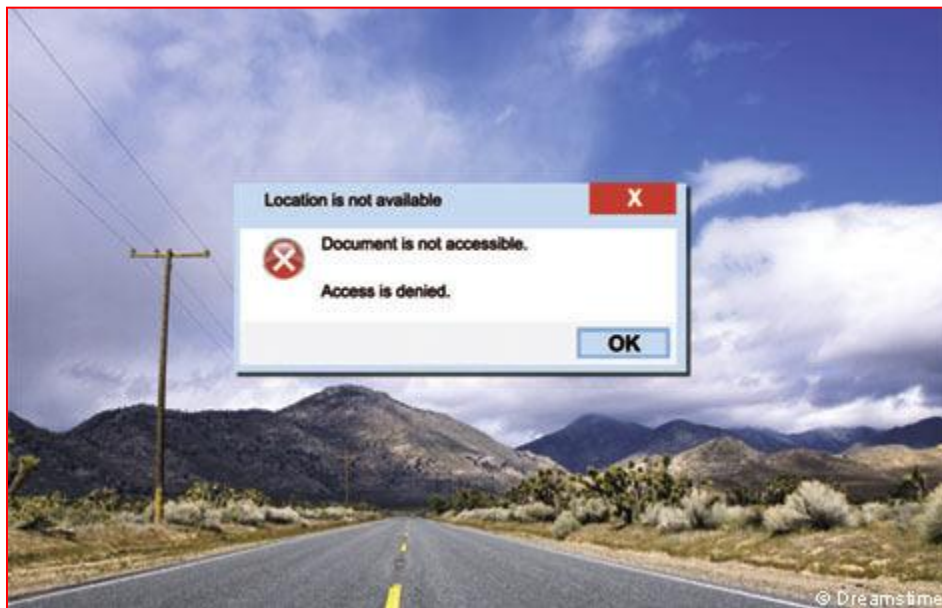 Location is not available
X
Document is not accessible.
Access is denied.
OK
© Dreamstime